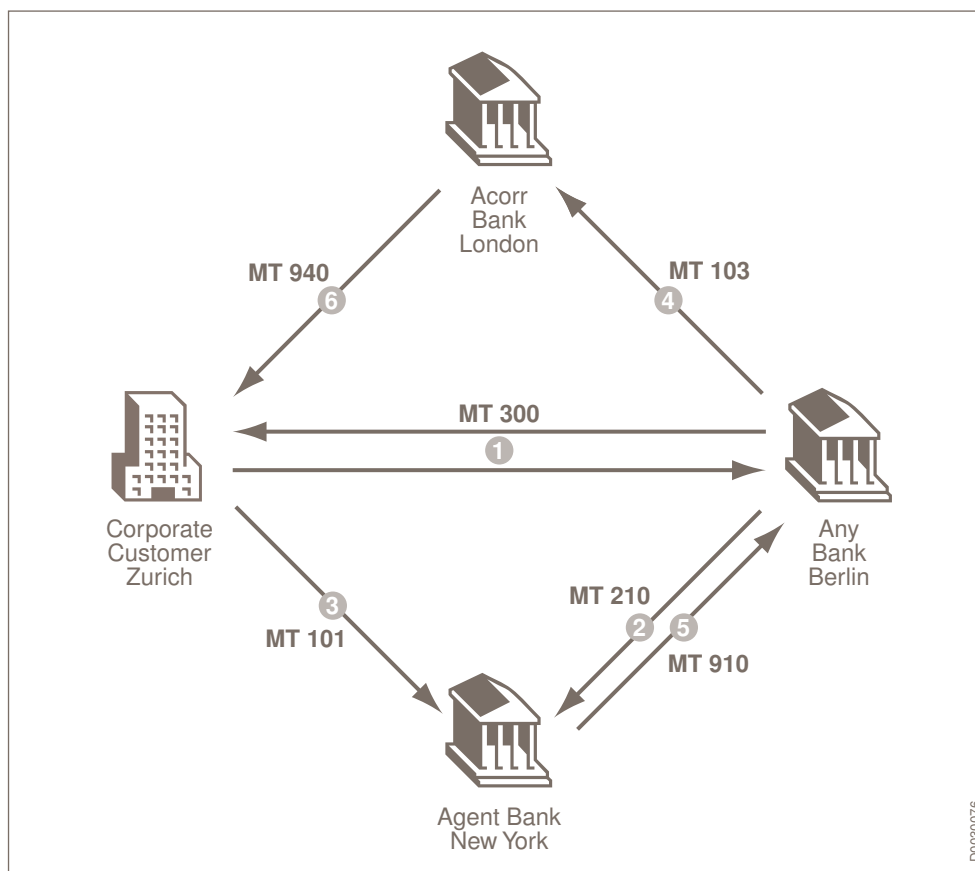 Acorr
Bank
London
MT 940
6
MT 103
4
MT 300
1
Corporate
Customer
Zurich
Any
Bank
Berlin
3
MT 101
MT 210
2
5
MT 910
Agent Bank
New York
D0030076